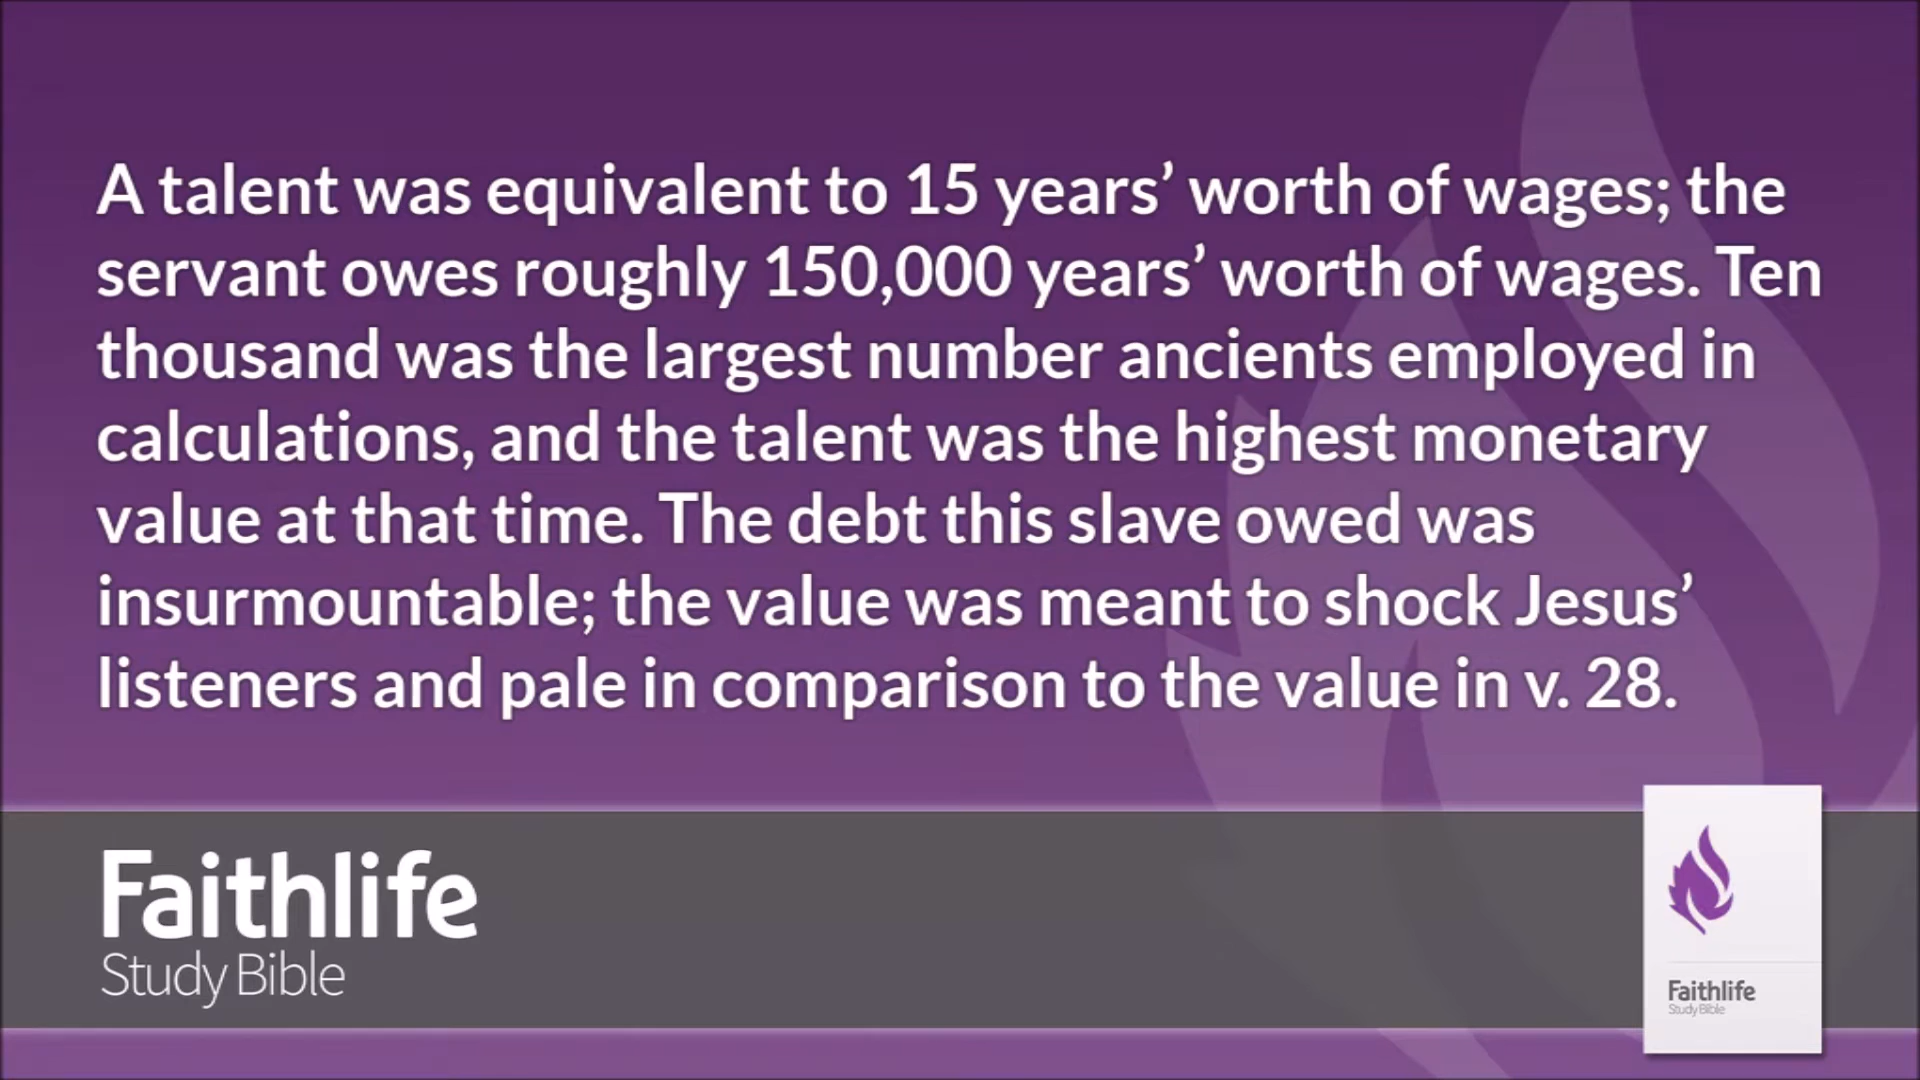 A talent was equivalent to 15 years’ worth of wages; the
servant owes roughly 150,000 years’ worth of wages. Ten
thousand was the largest number ancients employed in
calculations, and the talent was the highest monetary
value at that time. The debt this slave owed was
insurmountable; the value was meant to shock Jesus’
listeners and pale in comparison to the value in v. 28.
Faithlife
Study Bible
Faithlife
Study Bible